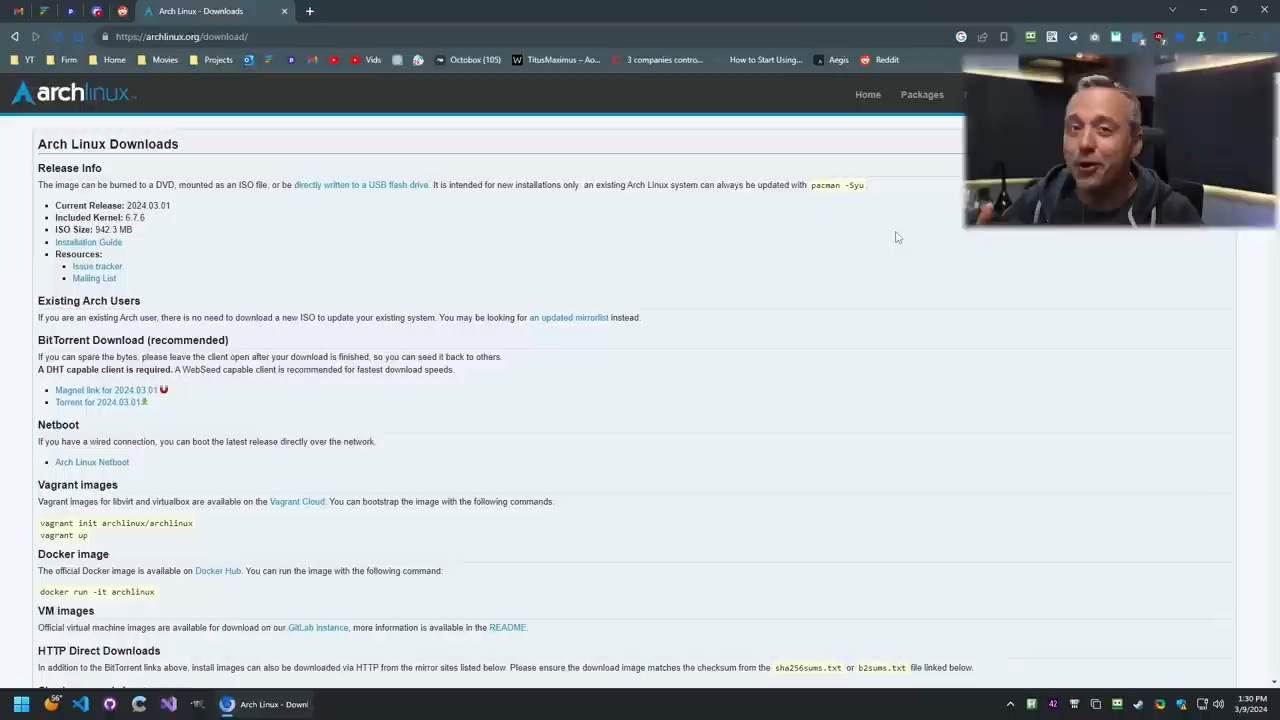 Arch Linux - Downloads
https://archlinux.org/download/
YT Firm Home Movies Projects Vids Octobox (105) TitusMaximus – Ao... 3 companies contro... How to Start Using... Aegis Reddit
archlinux
Home Packages
Arch Linux Downloads
Release Info
The image can be burned to a DVD, mounted as an ISO file, or be directly written to a USB flash drive. It is intended for new installations only; an existing Arch Linux system can always be updated with pacman -Syu.
Current Release: 2024.03.01
Included Kernel: 6.7.6
ISO Size: 942.3 MB
Installation Guide
Resources:
Issue tracker
Mailing List
Existing Arch Users
If you are an existing Arch user, there is no need to download a new ISO to update your existing system. You may be looking for an updated mirrorlist instead.
BitTorrent Download (recommended)
If you can spare the bytes, please leave the client open after your download is finished, so you can seed it back to others.
A DHT capable client is required. A WebSeed capable client is recommended for fastest download speeds.
Magnet link for 2024.03.01
Torrent for 2024.03.01
Netboot
If you have a wired connection, you can boot the latest release directly over the network.
Arch Linux Netboot
Vagrant images
Vagrant images for libvirt and virtualbox are available on the Vagrant Cloud. You can bootstrap the image with the following commands:
vagrant init archlinux/archlinux
vagrant up
Docker image
The official Docker image is available on Docker Hub. You can run the image with the following command:
docker run -it archlinux
VM images
Official virtual machine images are available for download on our GitLab instance, more information is available in the README.
HTTP Direct Downloads
In addition to the BitTorrent links above, install images can also be downloaded via HTTP from the mirror sites listed below. Please ensure the download image matches the checksum from the sha256sums.txt or b2sums.txt file linked below.
56°
Arch Linux - Downl
42
1:30 PM
3/9/2024